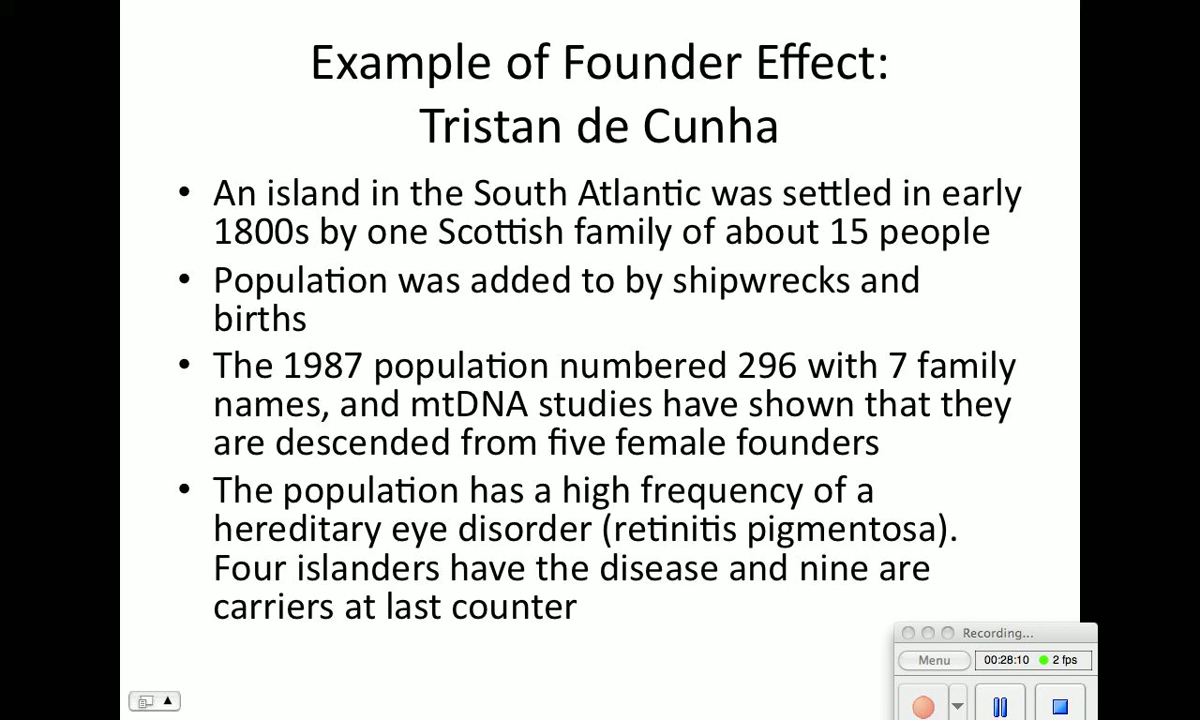 Example of Founder Effect:
Tristan de Cunha
• An island in the South Atlantic was settled in early
1800s by one Scottish family of about 15 people
• Population was added to by shipwrecks and
births
• The 1987 population numbered 296 with 7 family
names, and mtDNA studies have shown that they
are descended from five female founders
• The population has a high frequency of a
hereditary eye disorder (retinitis pigmentosa).
Four islanders have the disease and nine are
carriers at last counter
Recording...
Menu 00:28:10 2 fps